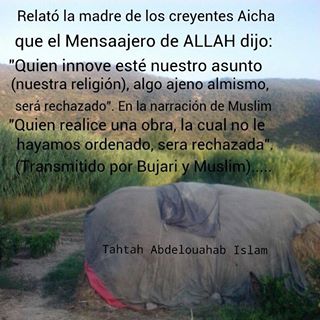 Relató la madre de los creyentes Aicha
que el Mensaajero de ALLAH dijo:
"Quien innove esté nuestro asunto
(nuestra religión), algo ajeno almismo,
será rechazado". En la narración de Muslim
"Quien realice una obra, la cual no le
hayamos ordenado, sera rechazada".
(Transmitido por Bujari y Muslim).....
Tahtah Abdelouahab Islam